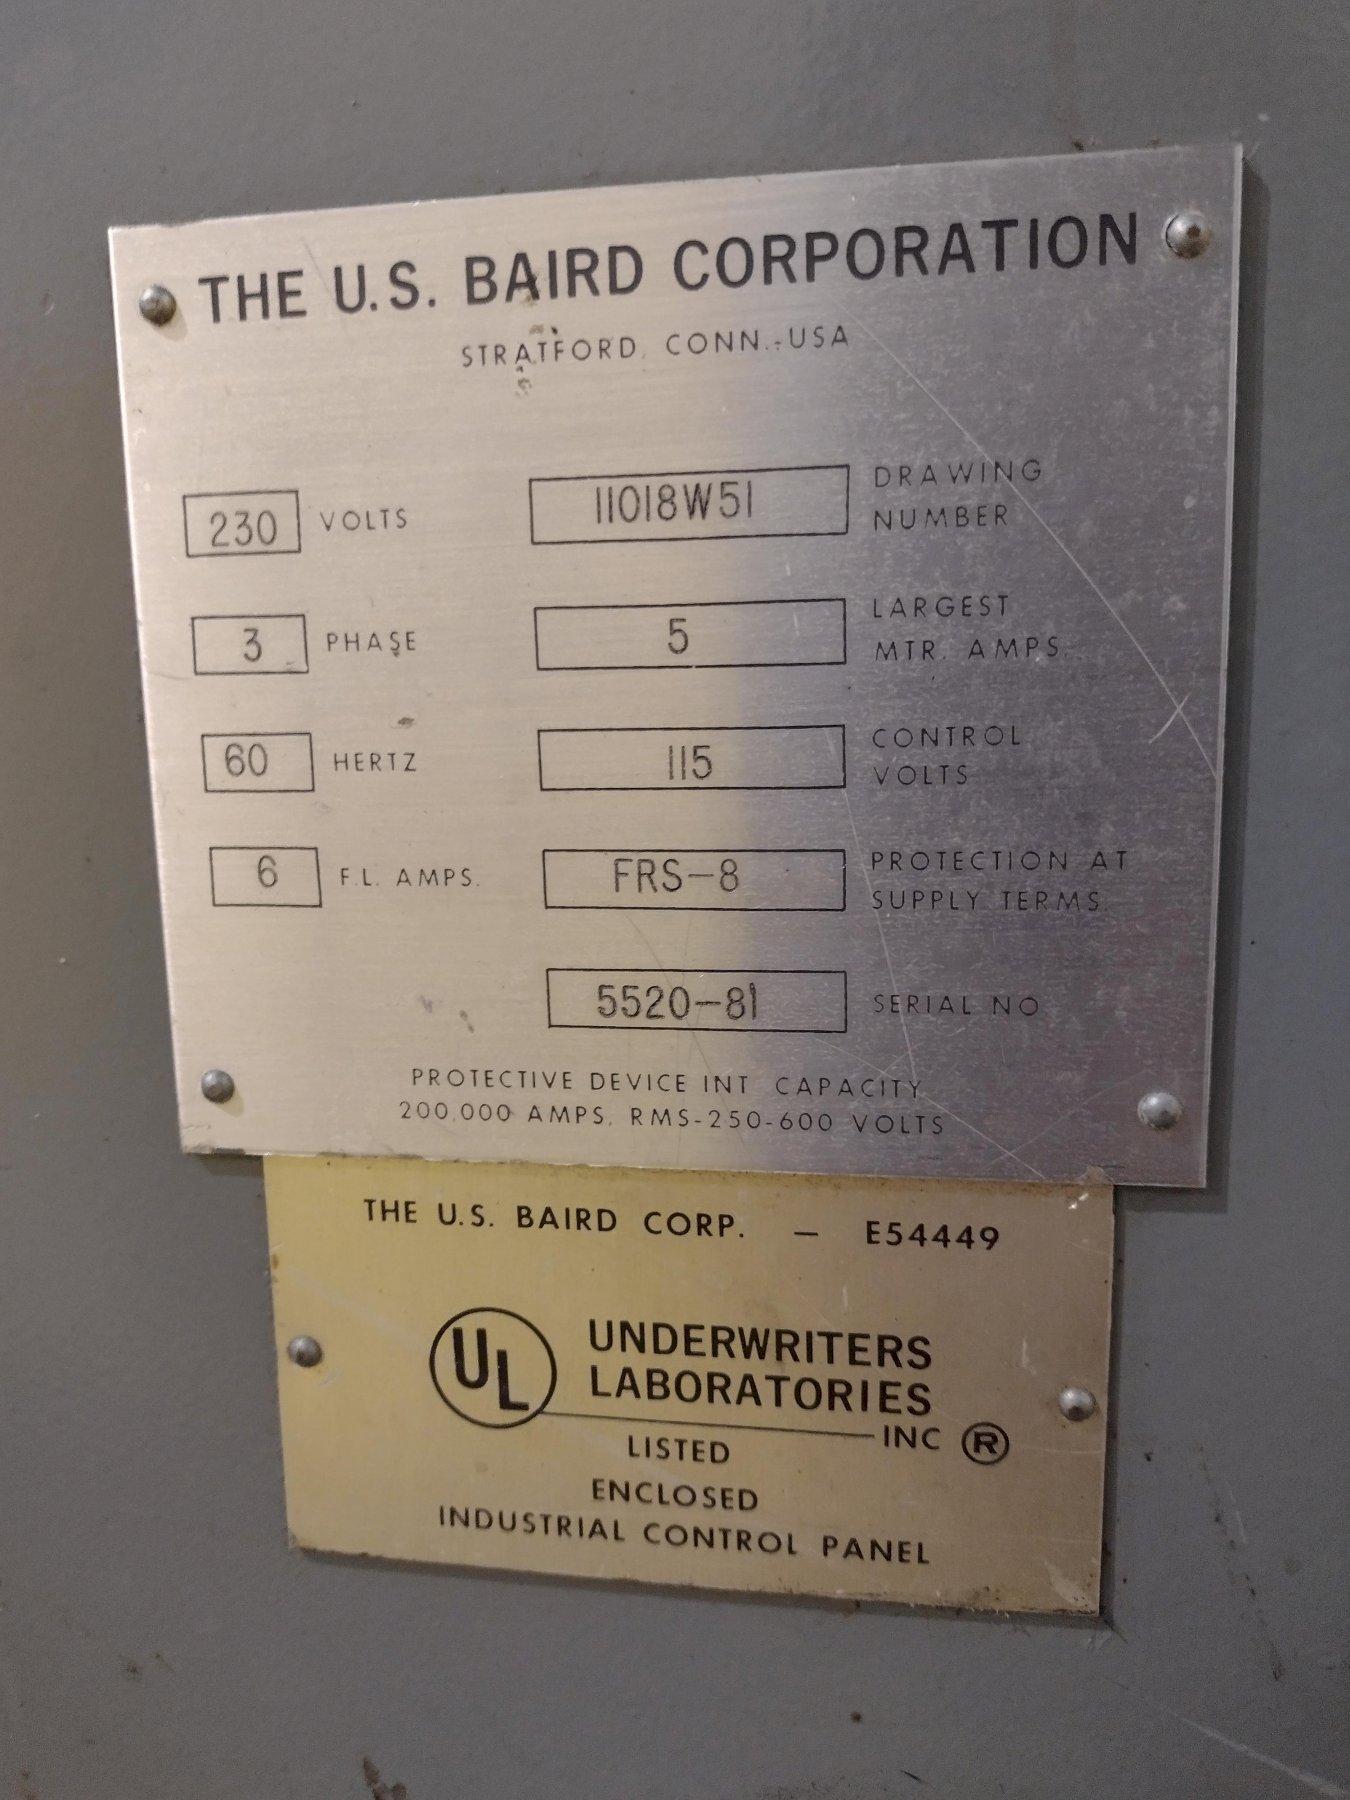 THE U.S. BAIRD CORPORATION
STRATFORD, CONN.-USA
230 VOLTS
11018W51 DRAWING NUMBER
3 PHASE
5 LARGEST MTR. AMPS.
60 HERTZ
115 CONTROL VOLTS
6 F.L. AMPS.
FRS-8 PROTECTION AT SUPPLY TERMS.
5520-81 SERIAL NO
PROTECTIVE DEVICE INT CAPACITY
200,000 AMPS, RMS-250-600 VOLTS
THE U.S. BAIRD CORP. — E54449
UL
UNDERWRITERS
LABORATORIES
INC ®
LISTED
ENCLOSED
INDUSTRIAL CONTROL PANEL